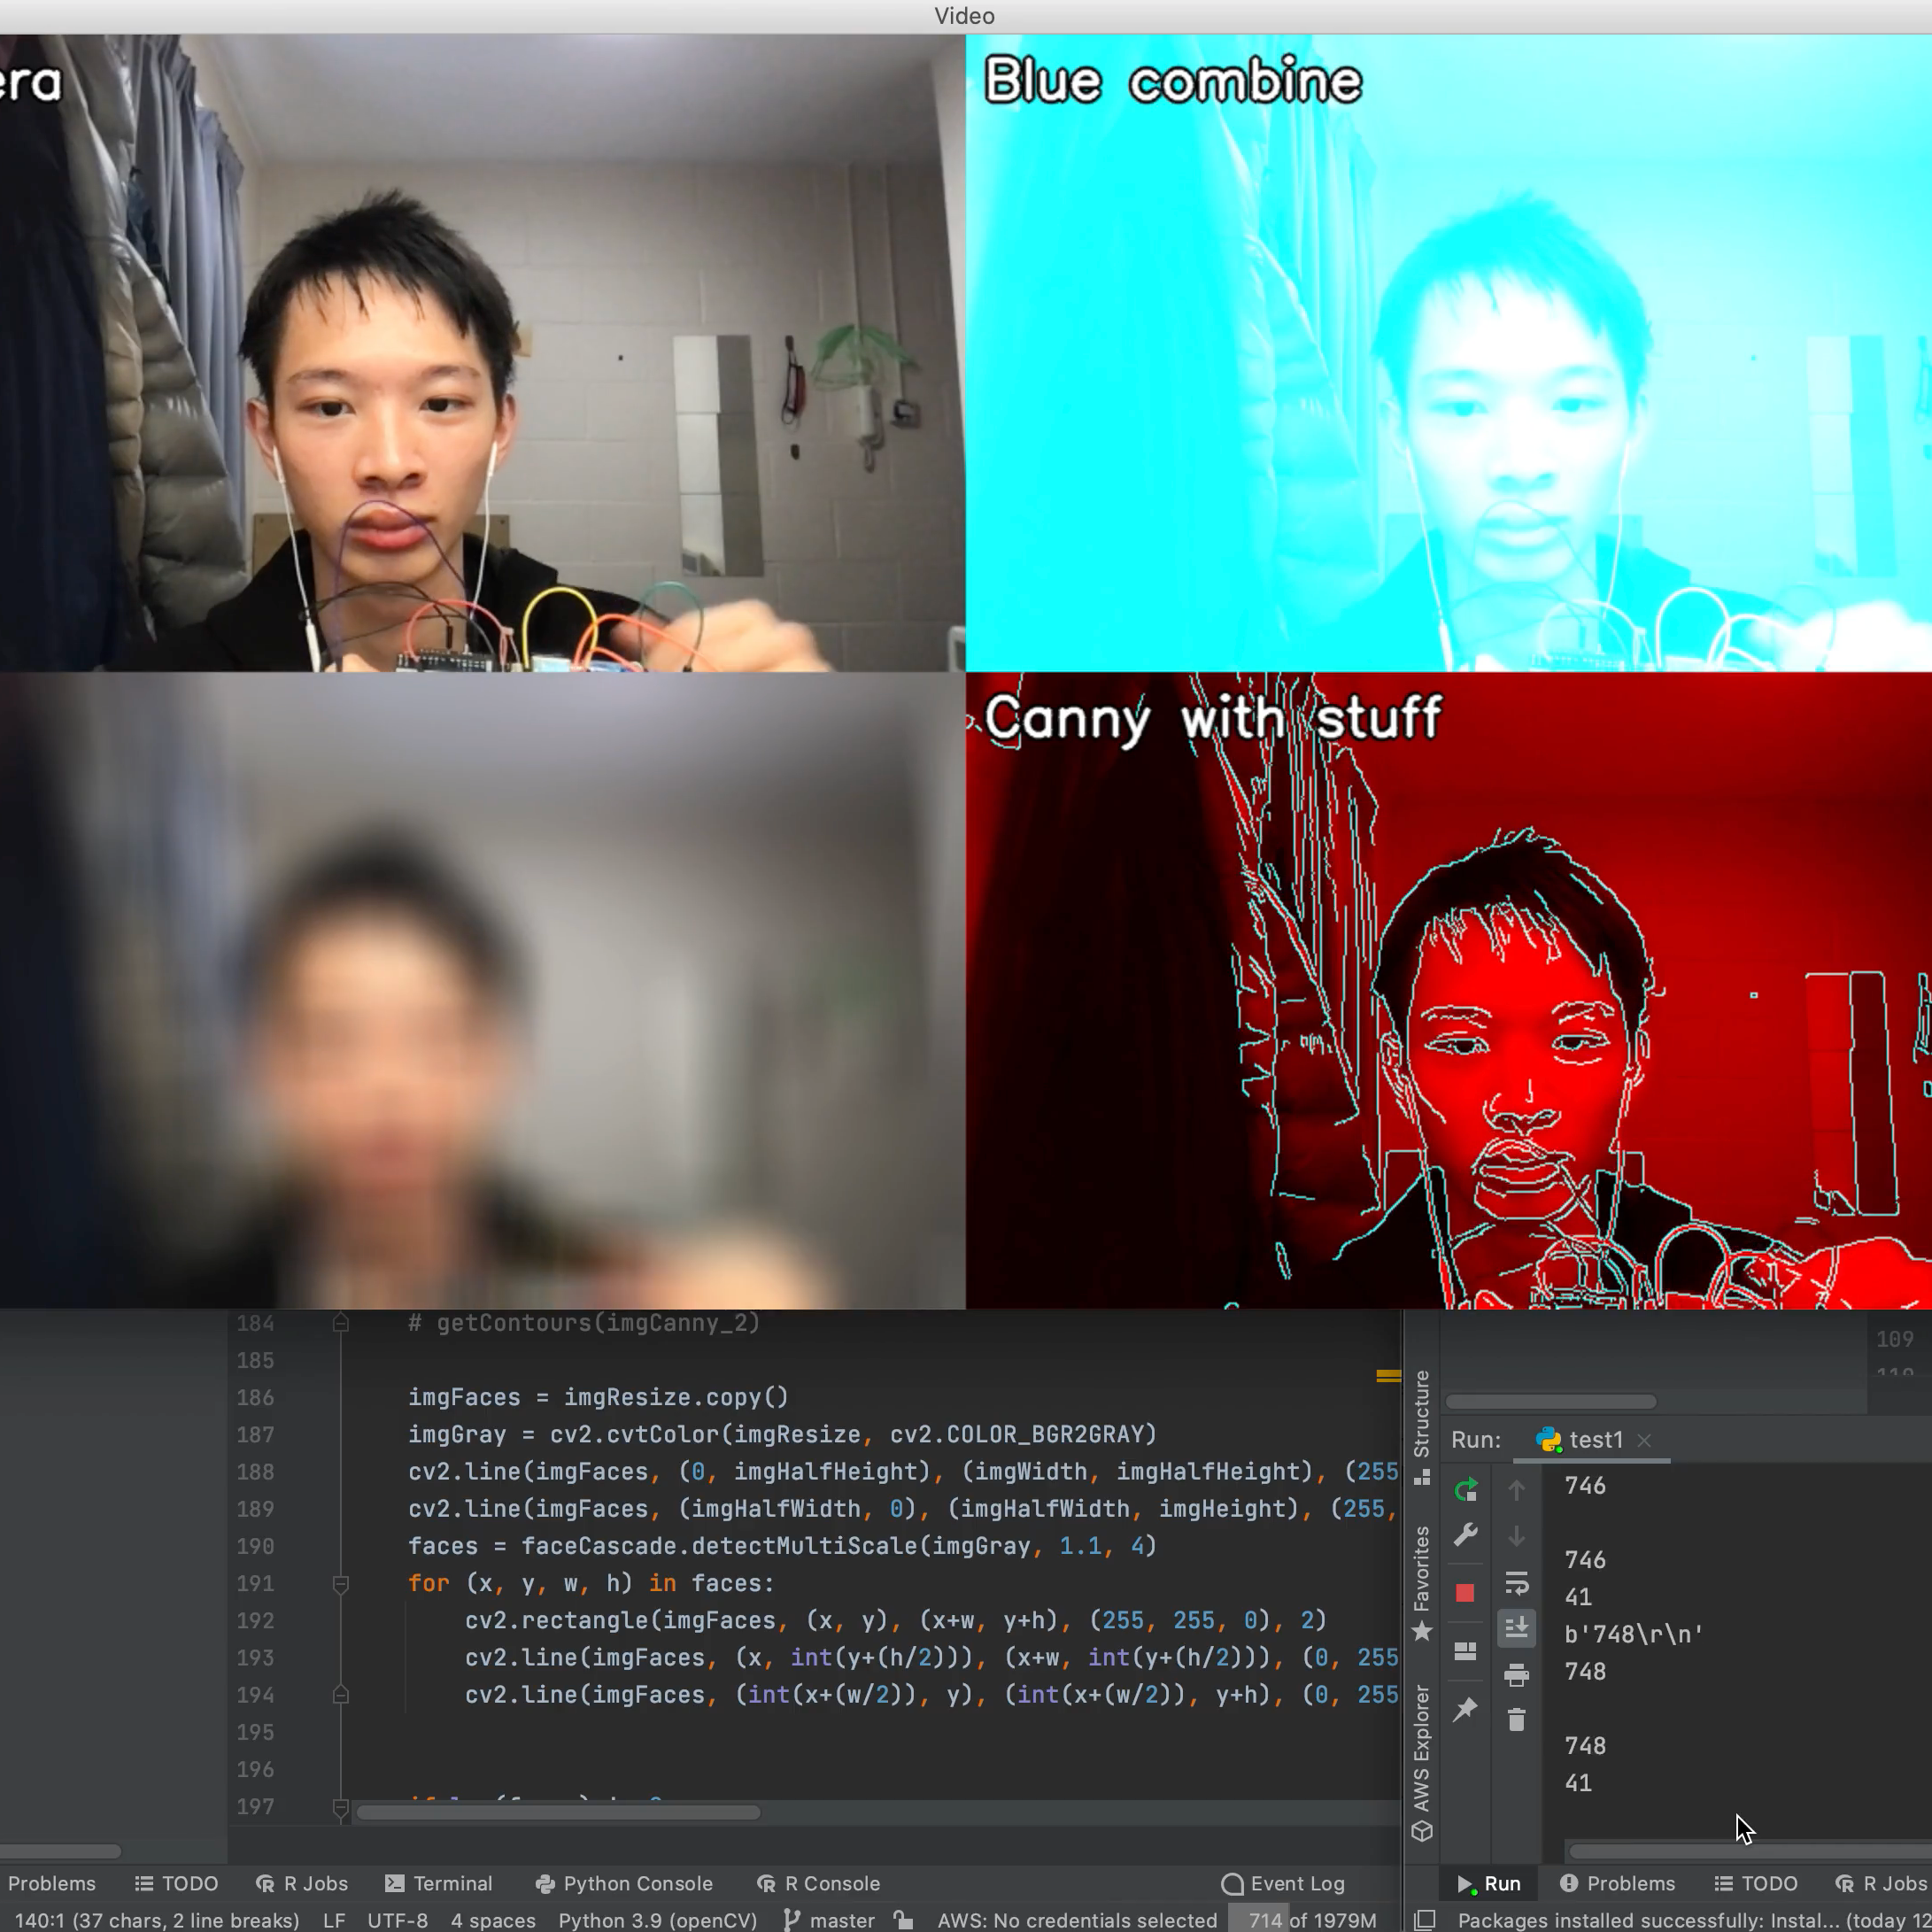 Video
era
Blue combine
Canny with stuff
184 # getContours(imgCanny_2)
185
186 imgFaces = imgResize.copy()
187 imgGray = cv2.cvtColor(imgResize, cv2.COLOR_BGR2GRAY)
188 cv2.line(imgFaces, (0, imgHalfHeight), (imgWidth, imgHalfHeight), (255
189 cv2.line(imgFaces, (imgHalfWidth, 0), (imgHalfWidth, imgHeight), (255,
190 faces = faceCascade.detectMultiScale(imgGray, 1.1, 4)
191 for (x, y, w, h) in faces:
192 cv2.rectangle(imgFaces, (x, y), (x+w, y+h), (255, 255, 0), 2)
193 cv2.line(imgFaces, (x, int(y+(h/2))), (x+w, int(y+(h/2))), (0, 255
194 cv2.line(imgFaces, (int(x+(w/2)), y), (int(x+(w/2)), y+h), (0, 255
195
196
197
Structure
Favorites
AWS Explorer
109
Run: test1
746
746
41
b'748\r\n'
748
748
41
Problems TODO R Jobs Terminal Python Console R Console Event Log
Run Problems TODO R Jobs
140:1 (37 chars, 2 line breaks) LF UTF-8 4 spaces Python 3.9 (openCV) master AWS: No credentials selected 714 of 1979M
Packages installed successfully: Instal... (today 12